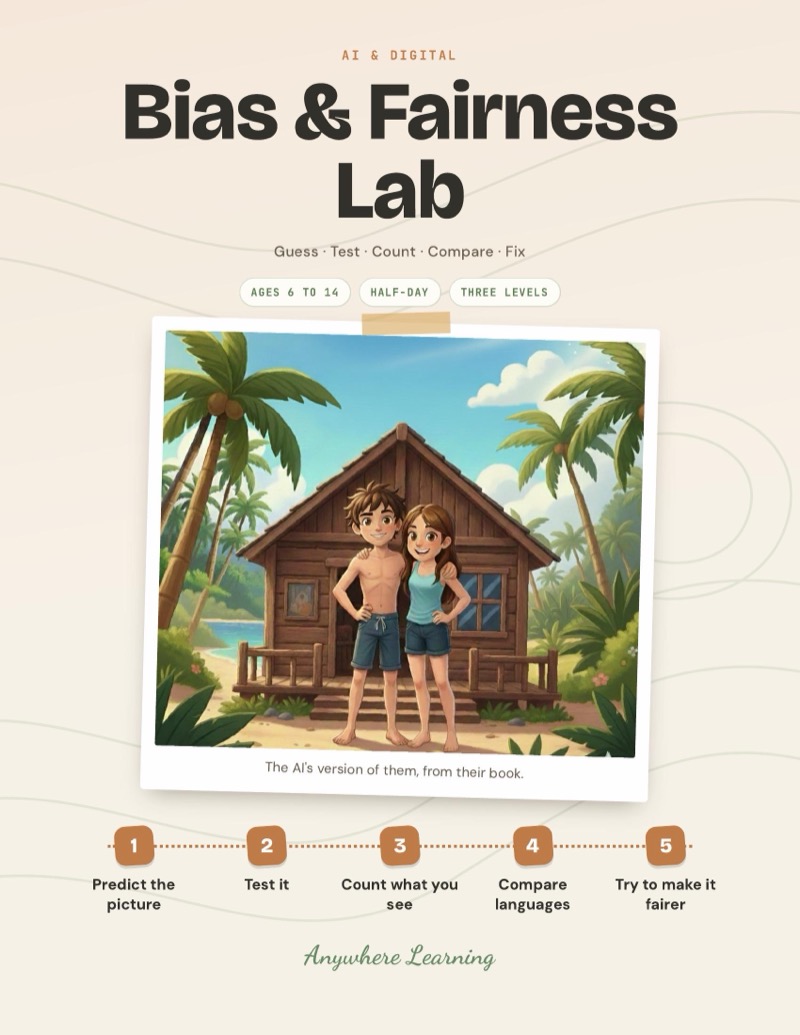 AI & DIGITAL
Bias & Fairness
Lab
Guess · Test · Count · Compare · Fix
AGES 6 TO 14 HALF-DAY THREE LEVELS
The AI's version of them, from their book.
1 2 3 4 5
Predict the picture
Test it
Count what you see
Compare languages
Try to make it fairer
Anywhere Learning